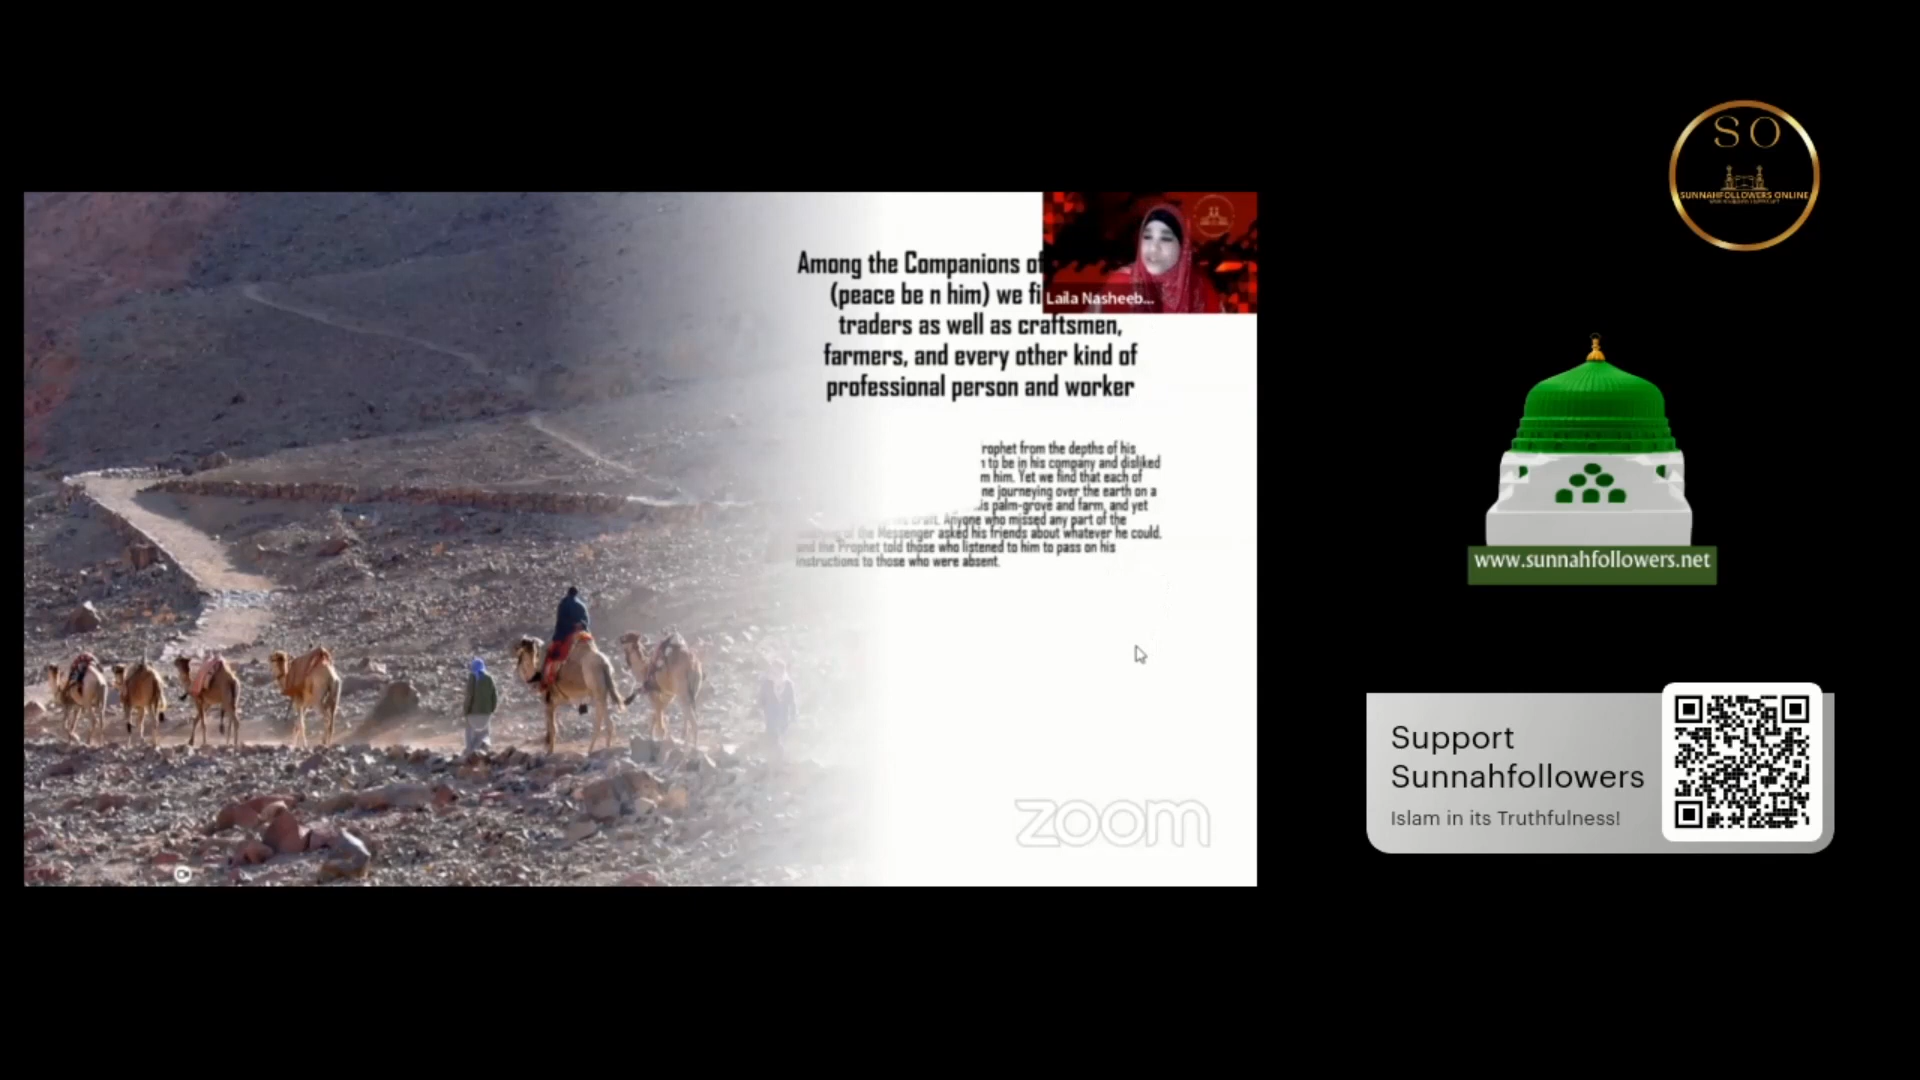 Among the Companions of
(peace be n him) we fi
traders as well as craftsmen,
farmers, and every other kind of
professional person and worker
rophet from the depths of his
to be in his company and disliked
m him. Yet we find that each of
ne journeying over the earth on a
is palm-grove and farm, and yet
craft. Anyone who missed any part of the
of the Messenger asked his friends about whatever he could,
and the Prophet told those who listened to him to pass on his
instructions to those who were absent.
Laila Nasheeb...
zoom
S O
SUNNAHFOLLOWERS ONLINE
www.sunnahfollowers.net
Support
Sunnahfollowers
Islam in its Truthfulness!